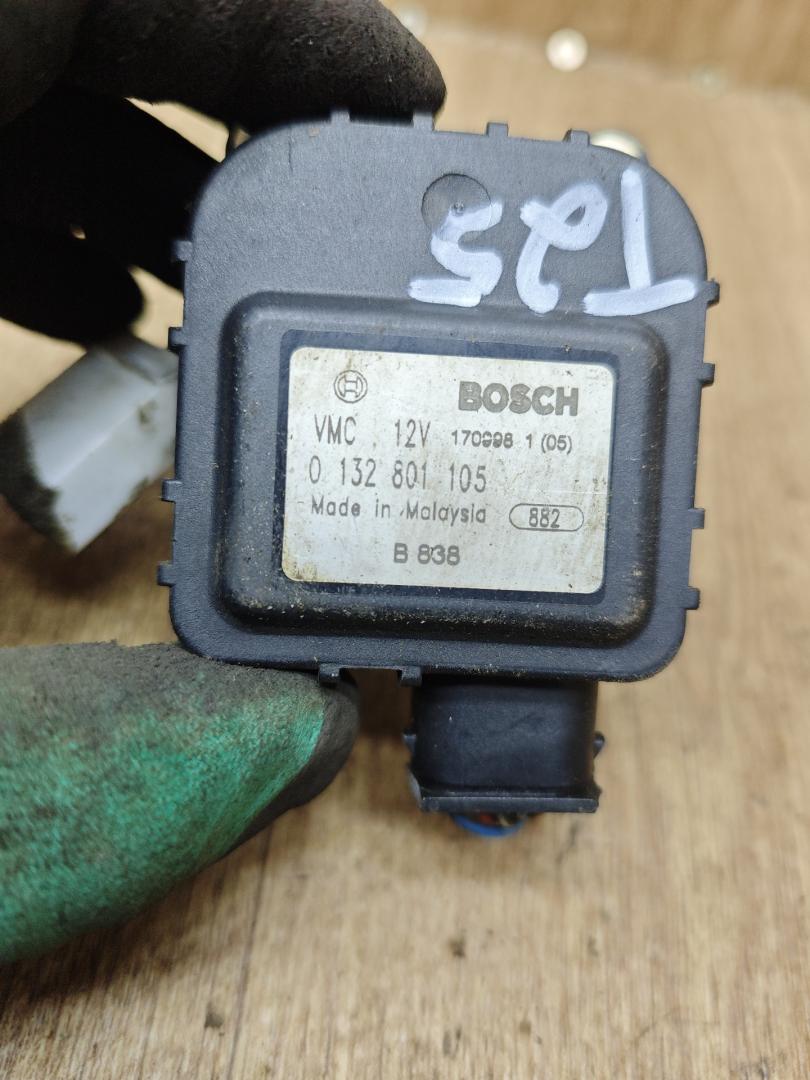 T25
BOSCH
VMC 12V 170998 1 (05)
0 132 801 105
Made in Malaysia 882
B 838